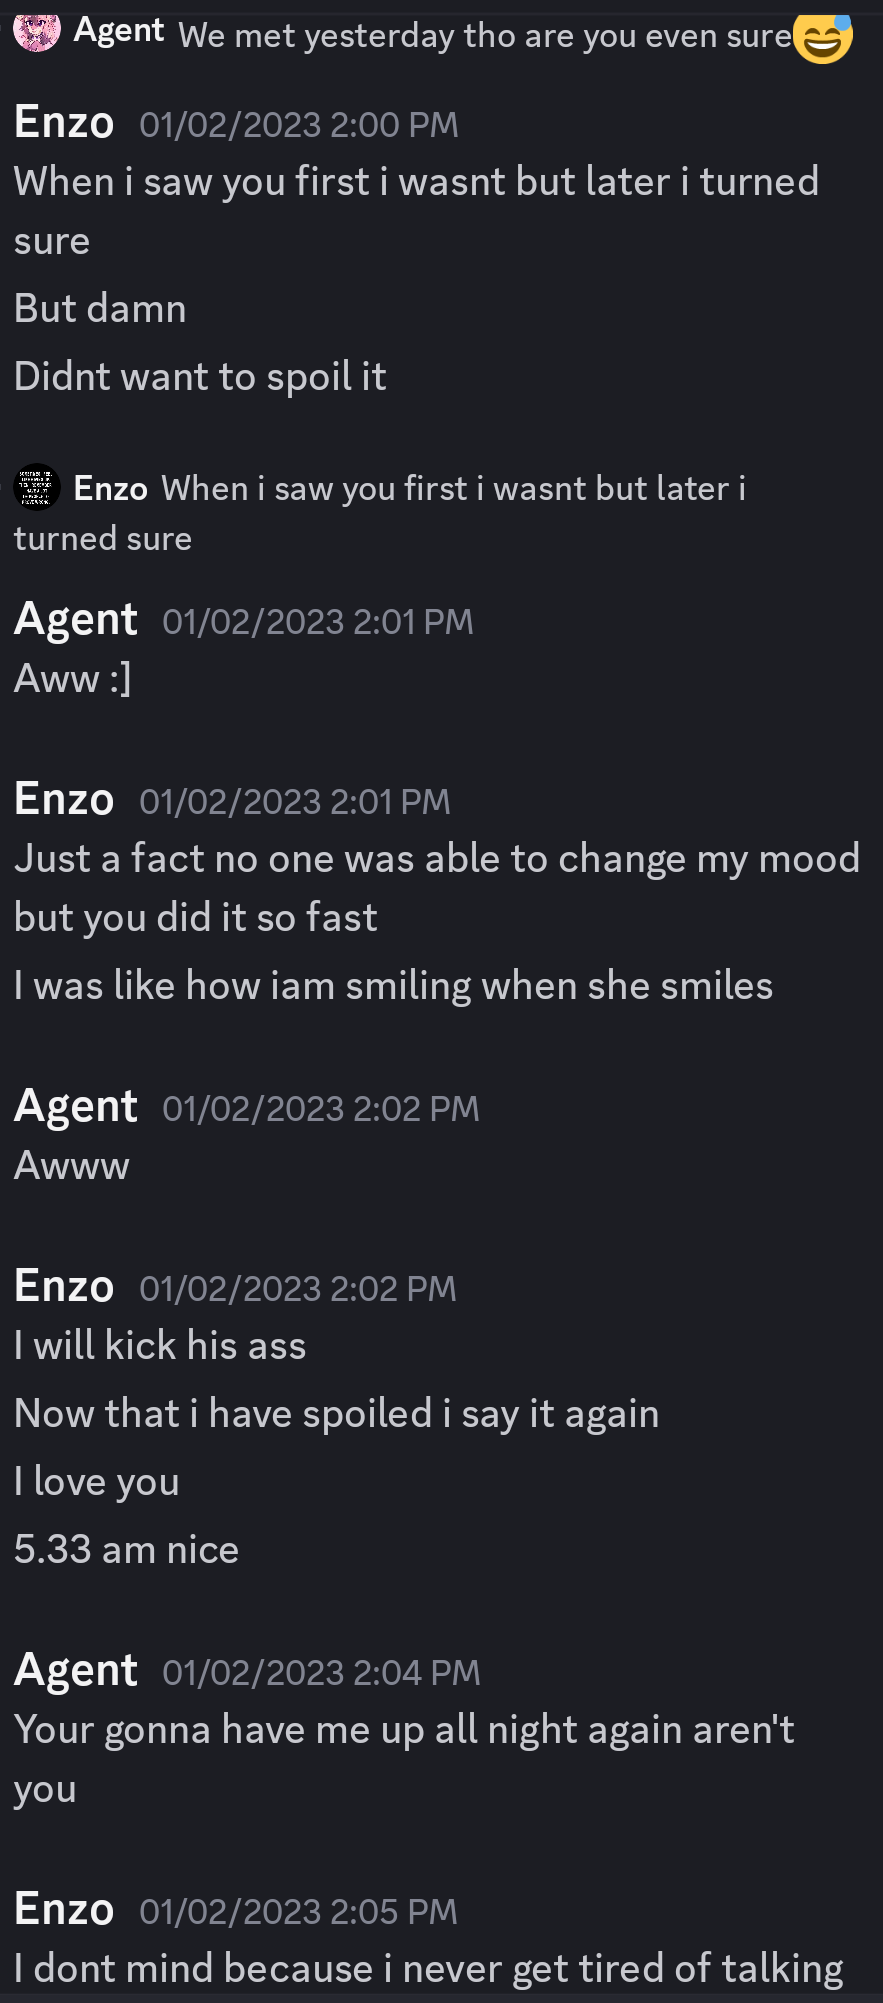 Agent We met yesterday tho are you even sure😅
Enzo 01/02/2023 2:00 PM
When i saw you first i wasnt but later i turned
sure
But damn
Didnt want to spoil it
Enzo When i saw you first i wasnt but later i
turned sure
Agent 01/02/2023 2:01 PM
Aww :]
Enzo 01/02/2023 2:01 PM
Just a fact no one was able to change my mood
but you did it so fast
I was like how iam smiling when she smiles
Agent 01/02/2023 2:02 PM
Awww
Enzo 01/02/2023 2:02 PM
I will kick his ass
Now that i have spoiled i say it again
I love you
5.33 am nice
Agent 01/02/2023 2:04 PM
Your gonna have me up all night again aren't
you
Enzo 01/02/2023 2:05 PM
I dont mind because i never get tired of talking